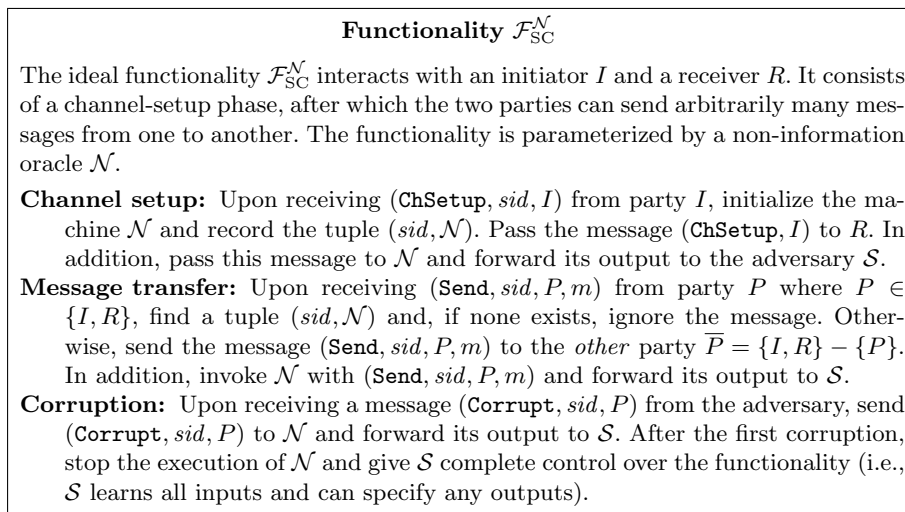 Functionality $\mathcal{F}_{\mathrm{SC}}^{\mathcal{N}}$
The ideal functionality $\mathcal{F}_{\mathrm{SC}}^{\mathcal{N}}$ interacts with an initiator I and a receiver R. It consists
of a channel-setup phase, after which the two parties can send arbitrarily many mes-
sages from one to another. The functionality is parameterized by a non-information
oracle $\mathcal{N}$.
Channel setup: Upon receiving (ChSetup, sid, I) from party I, initialize the ma-
chine $\mathcal{N}$ and record the tuple (sid, $\mathcal{N}$). Pass the message (ChSetup, I) to R. In
addition, pass this message to $\mathcal{N}$ and forward its output to the adversary $\mathcal{S}$.
Message transfer: Upon receiving (Send, sid, P, m) from party P where P ∈
{I, R}, find a tuple (sid, $\mathcal{N}$) and, if none exists, ignore the message. Other-
wise, send the message (Send, sid, P, m) to the other party $\overline{P}$ = {I, R} − {P}.
In addition, invoke $\mathcal{N}$ with (Send, sid, P, m) and forward its output to $\mathcal{S}$.
Corruption: Upon receiving a message (Corrupt, sid, P) from the adversary, send
(Corrupt, sid, P) to $\mathcal{N}$ and forward its output to $\mathcal{S}$. After the first corruption,
stop the execution of $\mathcal{N}$ and give $\mathcal{S}$ complete control over the functionality (i.e.,
$\mathcal{S}$ learns all inputs and can specify any outputs).